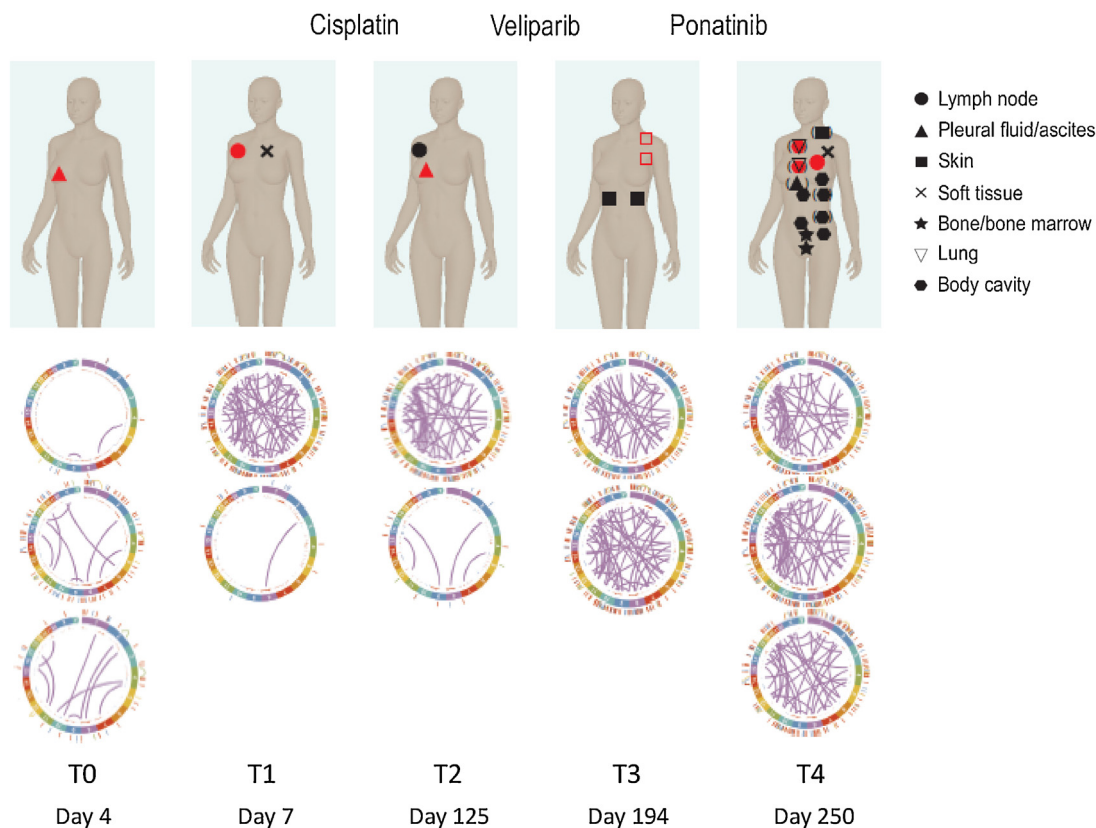 Cisplatin Veliparib Ponatinib
Lymph node
Pleural fluid/ascites
Skin
Soft tissue
Bone/bone marrow
Lung
Body cavity
T0 T1 T2 T3 T4
Day 4 Day 7 Day 125 Day 194 Day 250